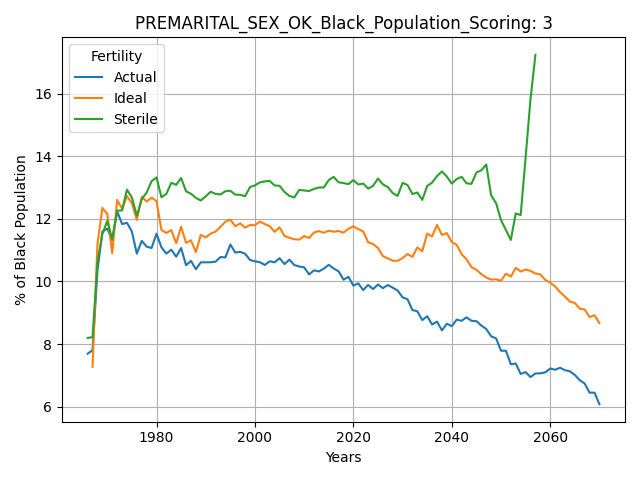 PREMARITAL_SEX_OK_Black_Population_Scoring: 3
Fertility
Actual
Ideal
Sterile
% of Black Population
16
14
12
10
8
6
1980
2000
2020
2040
2060
Years